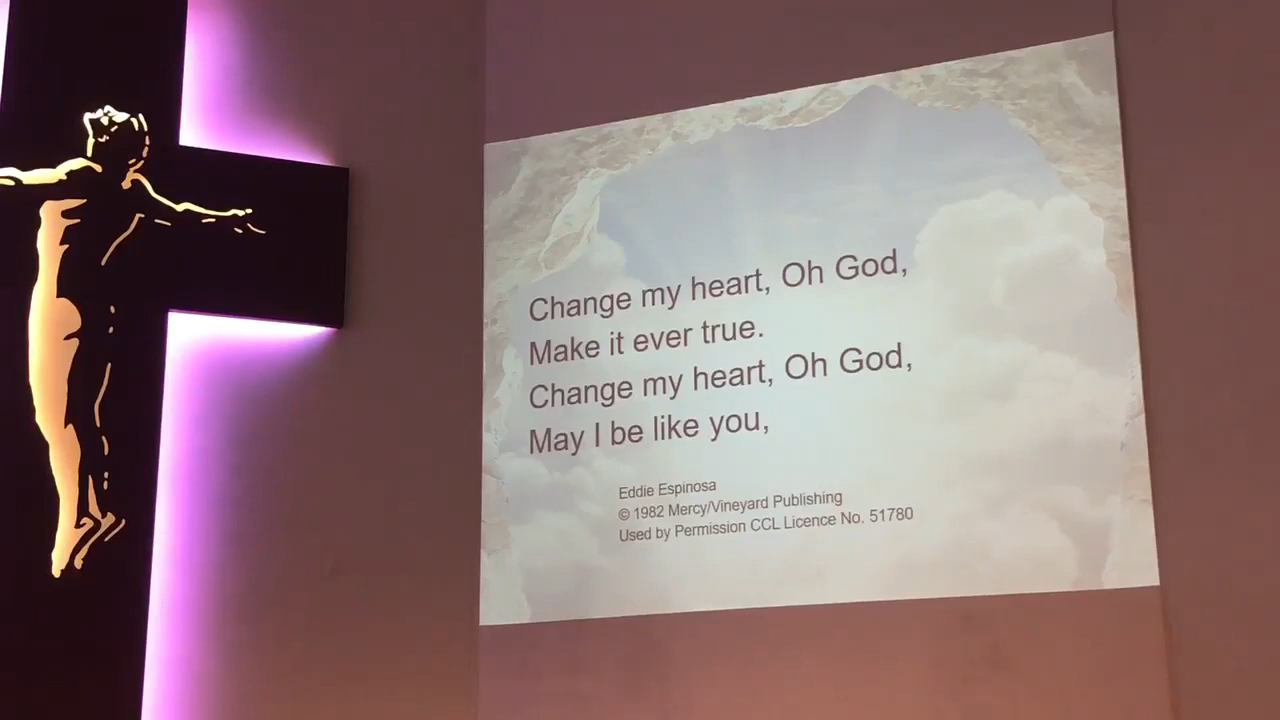 Change my heart, Oh God,
Make it ever true.
Change my heart, Oh God,
May I be like you,
Eddie Espinosa
© 1982 Mercy/Vineyard Publishing
Used by Permission CCL Licence No. 51780